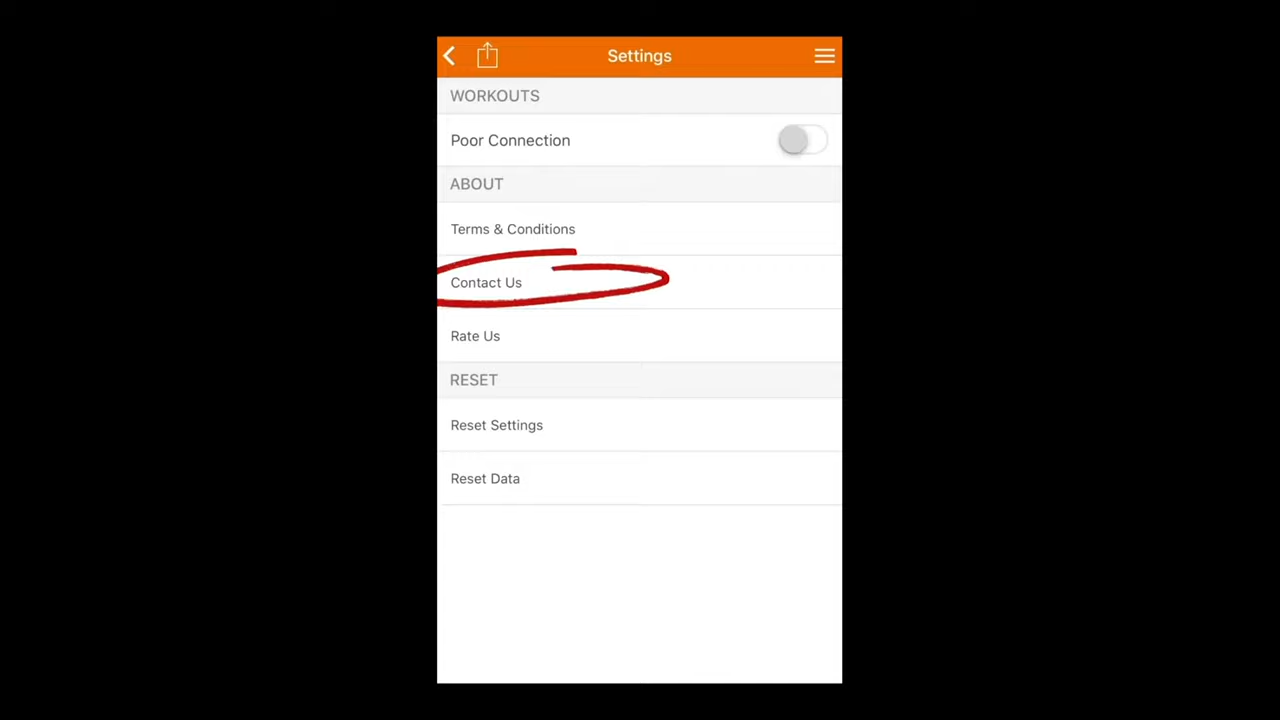 Settings
WORKOUTS
Poor Connection
ABOUT
Terms & Conditions
Contact Us
Rate Us
RESET
Reset Settings
Reset Data